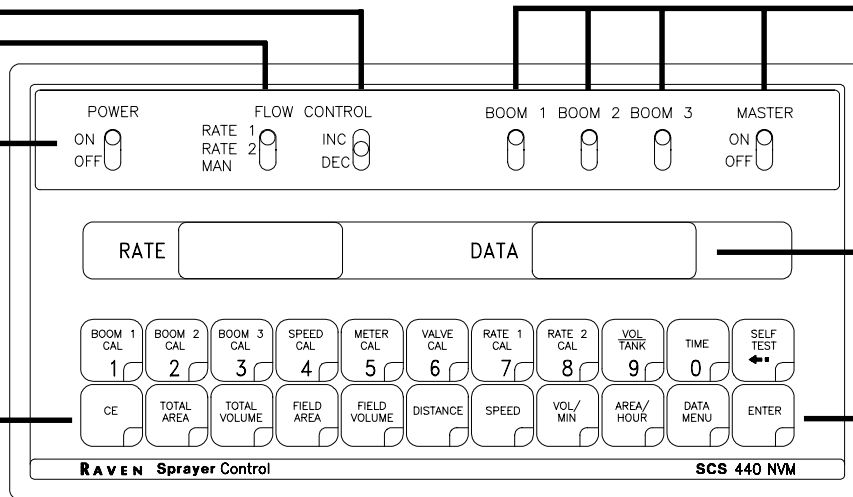 POWER
ON
OFF
FLOW CONTROL
RATE 1
RATE 2
MAN
INC
DEC
BOOM 1 BOOM 2 BOOM 3
MASTER
ON
OFF
RATE
DATA
BOOM 1
CAL
1
BOOM 2
CAL
2
BOOM 3
CAL
3
SPEED
CAL
4
METER
CAL
5
VALVE
CAL
6
RATE 1
CAL
7
RATE 2
CAL
8
VOL
TANK
9
TIME
0
SELF
TEST
CE
TOTAL
AREA
TOTAL
VOLUME
FIELD
AREA
FIELD
VOLUME
DISTANCE
SPEED
VOL/
MIN
AREA/
HOUR
DATA
MENU
ENTER
RAVEN Sprayer Control
SCS 440 NVM